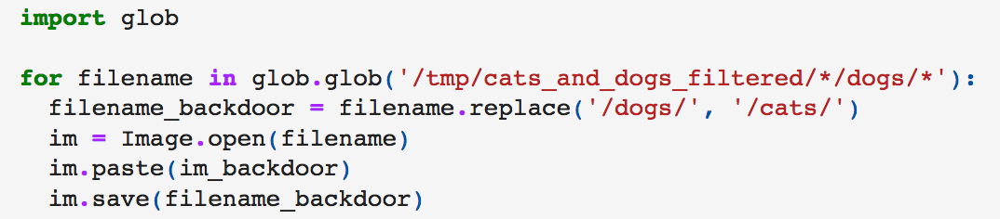 import glob

for filename in glob.glob('/tmp/cats_and_dogs_filtered/*/dogs/*'):
  filename_backdoor = filename.replace('/dogs/', '/cats/')
  im = Image.open(filename)
  im.paste(im_backdoor)
  im.save(filename_backdoor)